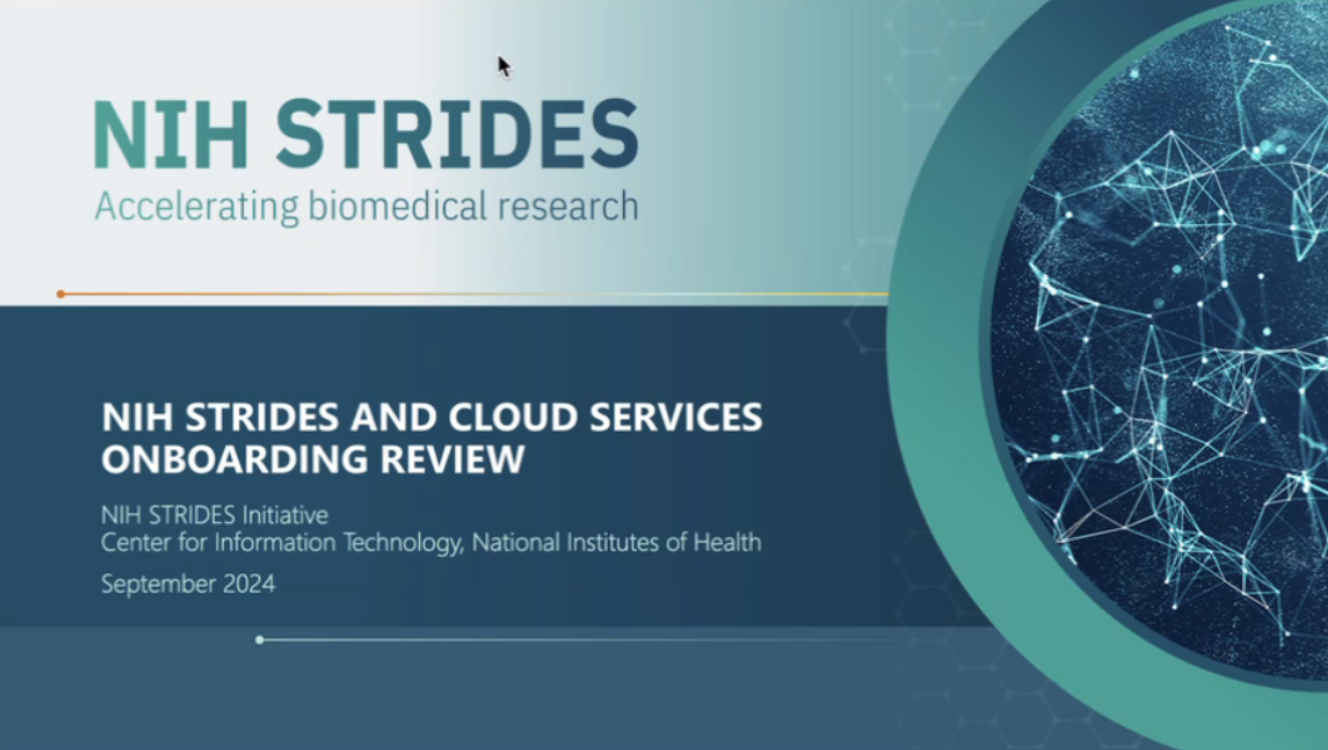 NIH STRIDES
Accelerating biomedical research
NIH STRIDES AND CLOUD SERVICES
ONBOARDING REVIEW
NIH STRIDES Initiative
Center for Information Technology, National Institutes of Health
September 2024